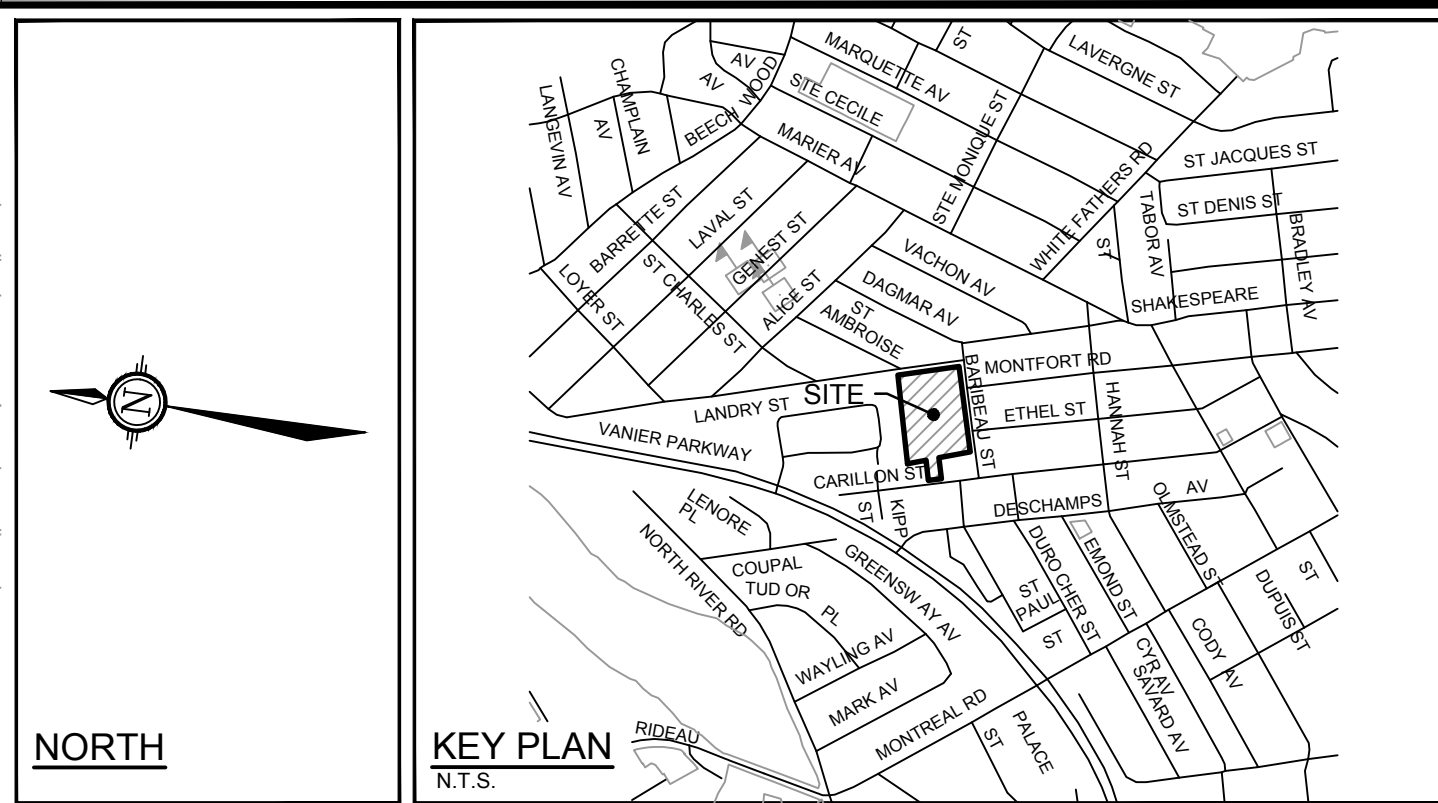 N
NORTH
KEY PLAN
N.T.S.
LANGEVIN AV
CHAMPLAIN
AV
AV
AV
BEECH WOOD
MARQUETTE AV
STE CECILE
MARIER AV
ST
LAVERGNE ST
STE MONIQUE ST
WHITE FATHERS RD
ST JACQUES ST
ST DENIS ST
TABOR AV
ST
BRADLEY AV
SHAKESPEARE
BARRETTE ST
LAVAL ST
GENEST ST
ALICE ST
LOYER ST
ST CHARLES ST
VACHON AV
DAGMAR AV
ST
AMBROISE
MONTFORT RD
BARIBEAU ST
ETHEL ST
HANNAH ST
SITE
LANDRY ST
VANIER PARKWAY
CARILLON ST
KIPP
ST
DESCHAMPS
AV
OLMSTEAD ST
LENORE
PL
NORTH RIVER RD
COUPAL
TUD OR
PL
GREENSW AY AV
WAYLING AV
MARK AV
MONTREAL RD
RIDEAU
ST
PAUL
ST
DURO CHER ST
EMOND ST
CYR AV
SAVARD AV
CODY AV
DUPUIS ST
ST
PALACE
ST